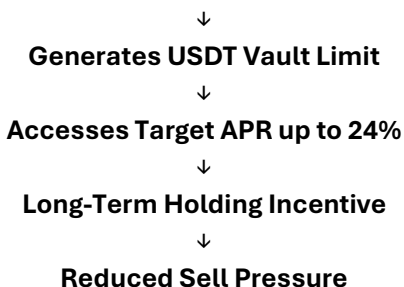 ↓
Generates USDT Vault Limit
↓
Accesses Target APR up to 24%
↓
Long-Term Holding Incentive
↓
Reduced Sell Pressure